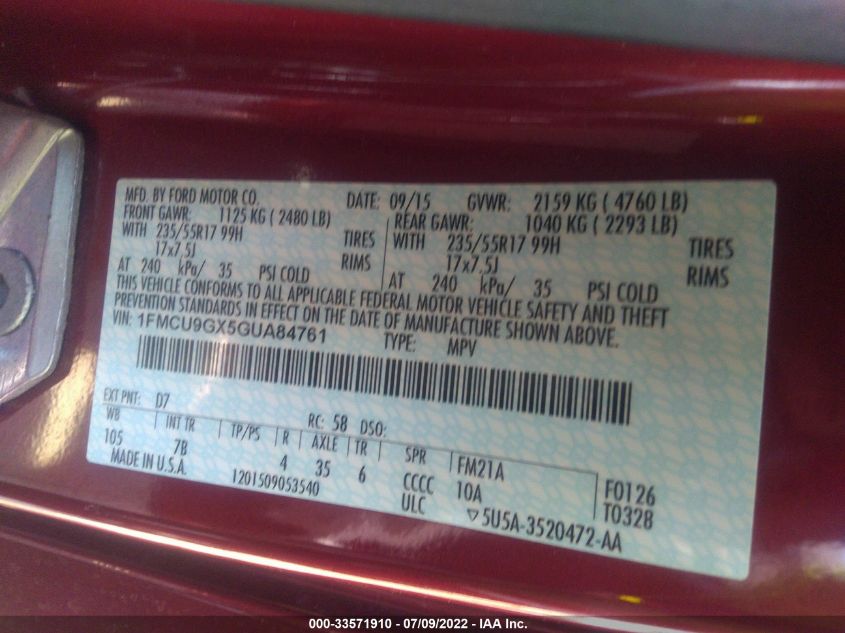 MFD. BY FORD MOTOR CO. DATE: 09/15 GVWR: 2159 KG ( 4760 LB)
FRONT GAWR: 1125 KG ( 2480 LB) REAR GAWR: 1040 KG ( 2293 LB)
WITH 235/55R17 99H TIRES WITH 235/55R17 99H TIRES
17x7.5J RIMS 17x7.5J RIMS
AT 240 kPa/ 35 PSI COLD AT 240 kPa/ 35 PSI COLD
THIS VEHICLE CONFORMS TO ALL APPLICABLE FEDERAL MOTOR VEHICLE SAFETY AND THEFT
PREVENTION STANDARDS IN EFFECT ON THE DATE OF MANUFACTURE SHOWN ABOVE.
VIN: 1FMCU9GX5GUA84761 TYPE: MPV
EXT PNT: D7 RC: 58 DSO:
WB INT TR TP/PS R AXLE TR SPR FM21A F0126
105 7B 4 35 6 CCCC 10A T0328
MADE IN U.S.A. 1201509053540 ULC 5U5A-3520472-AA
000-33571910 / 07/09/2022 - IAA Inc.